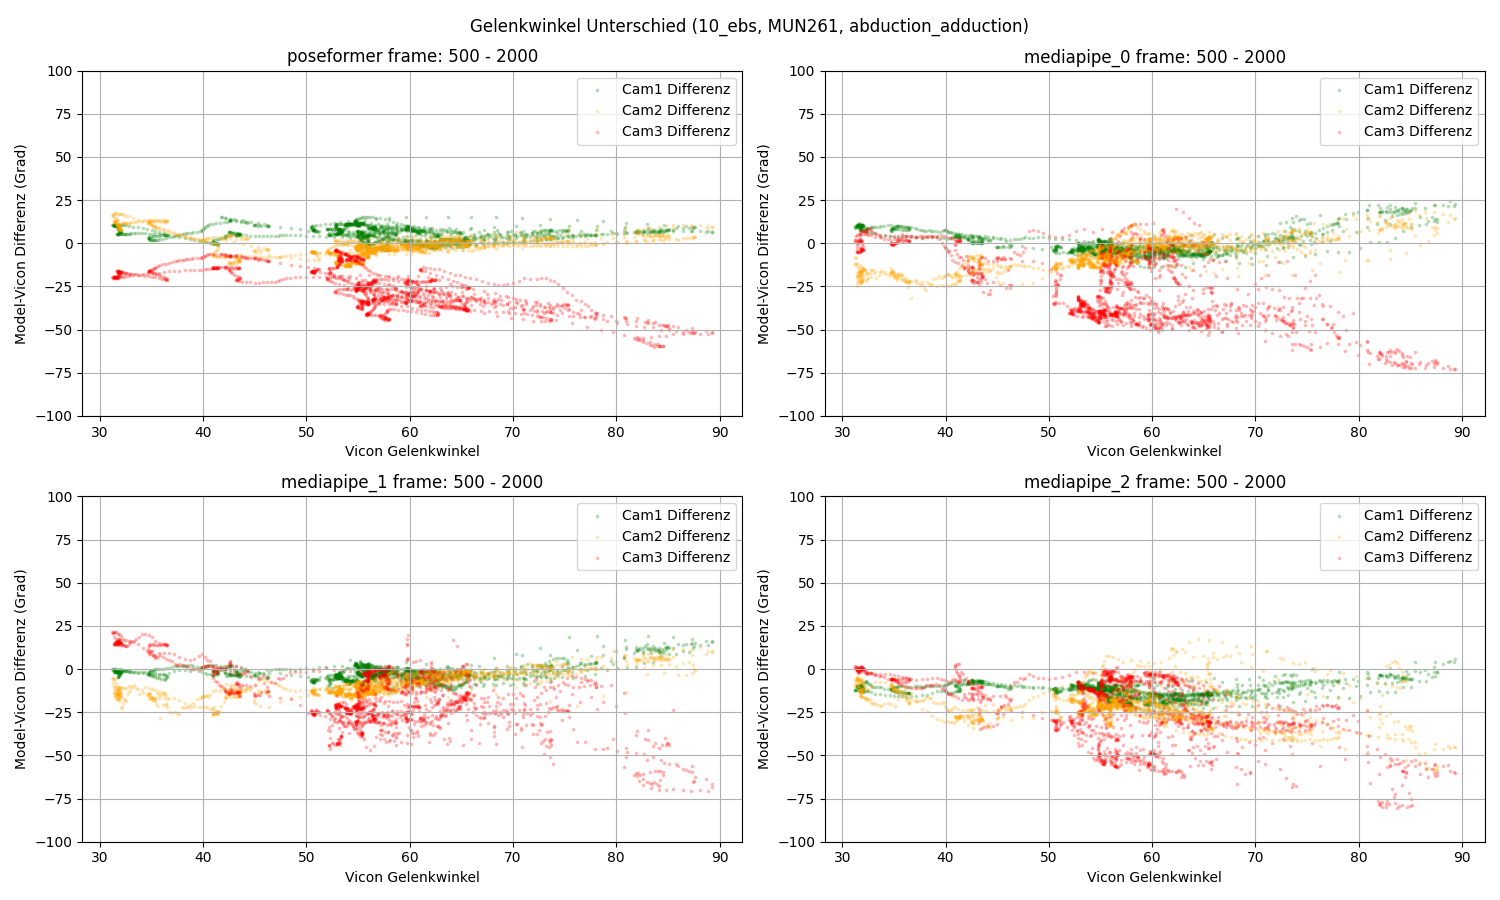 Gelenkwinkel Unterschied (10_ebs, MUN261, abduction_adduction)
poseformer frame: 500 - 2000
Model-Vicon Differenz (Grad)
100
75
50
25
0
−25
−50
−75
−100
Cam1 Differenz
Cam2 Differenz
Cam3 Differenz
30 40 50 60 70 80 90
Vicon Gelenkwinkel
mediapipe_0 frame: 500 - 2000
Model-Vicon Differenz (Grad)
100
75
50
25
0
−25
−50
−75
−100
Cam1 Differenz
Cam2 Differenz
Cam3 Differenz
30 40 50 60 70 80 90
Vicon Gelenkwinkel
mediapipe_1 frame: 500 - 2000
Model-Vicon Differenz (Grad)
100
75
50
25
0
−25
−50
−75
−100
Cam1 Differenz
Cam2 Differenz
Cam3 Differenz
30 40 50 60 70 80 90
Vicon Gelenkwinkel
mediapipe_2 frame: 500 - 2000
Model-Vicon Differenz (Grad)
100
75
50
25
0
−25
−50
−75
−100
Cam1 Differenz
Cam2 Differenz
Cam3 Differenz
30 40 50 60 70 80 90
Vicon Gelenkwinkel